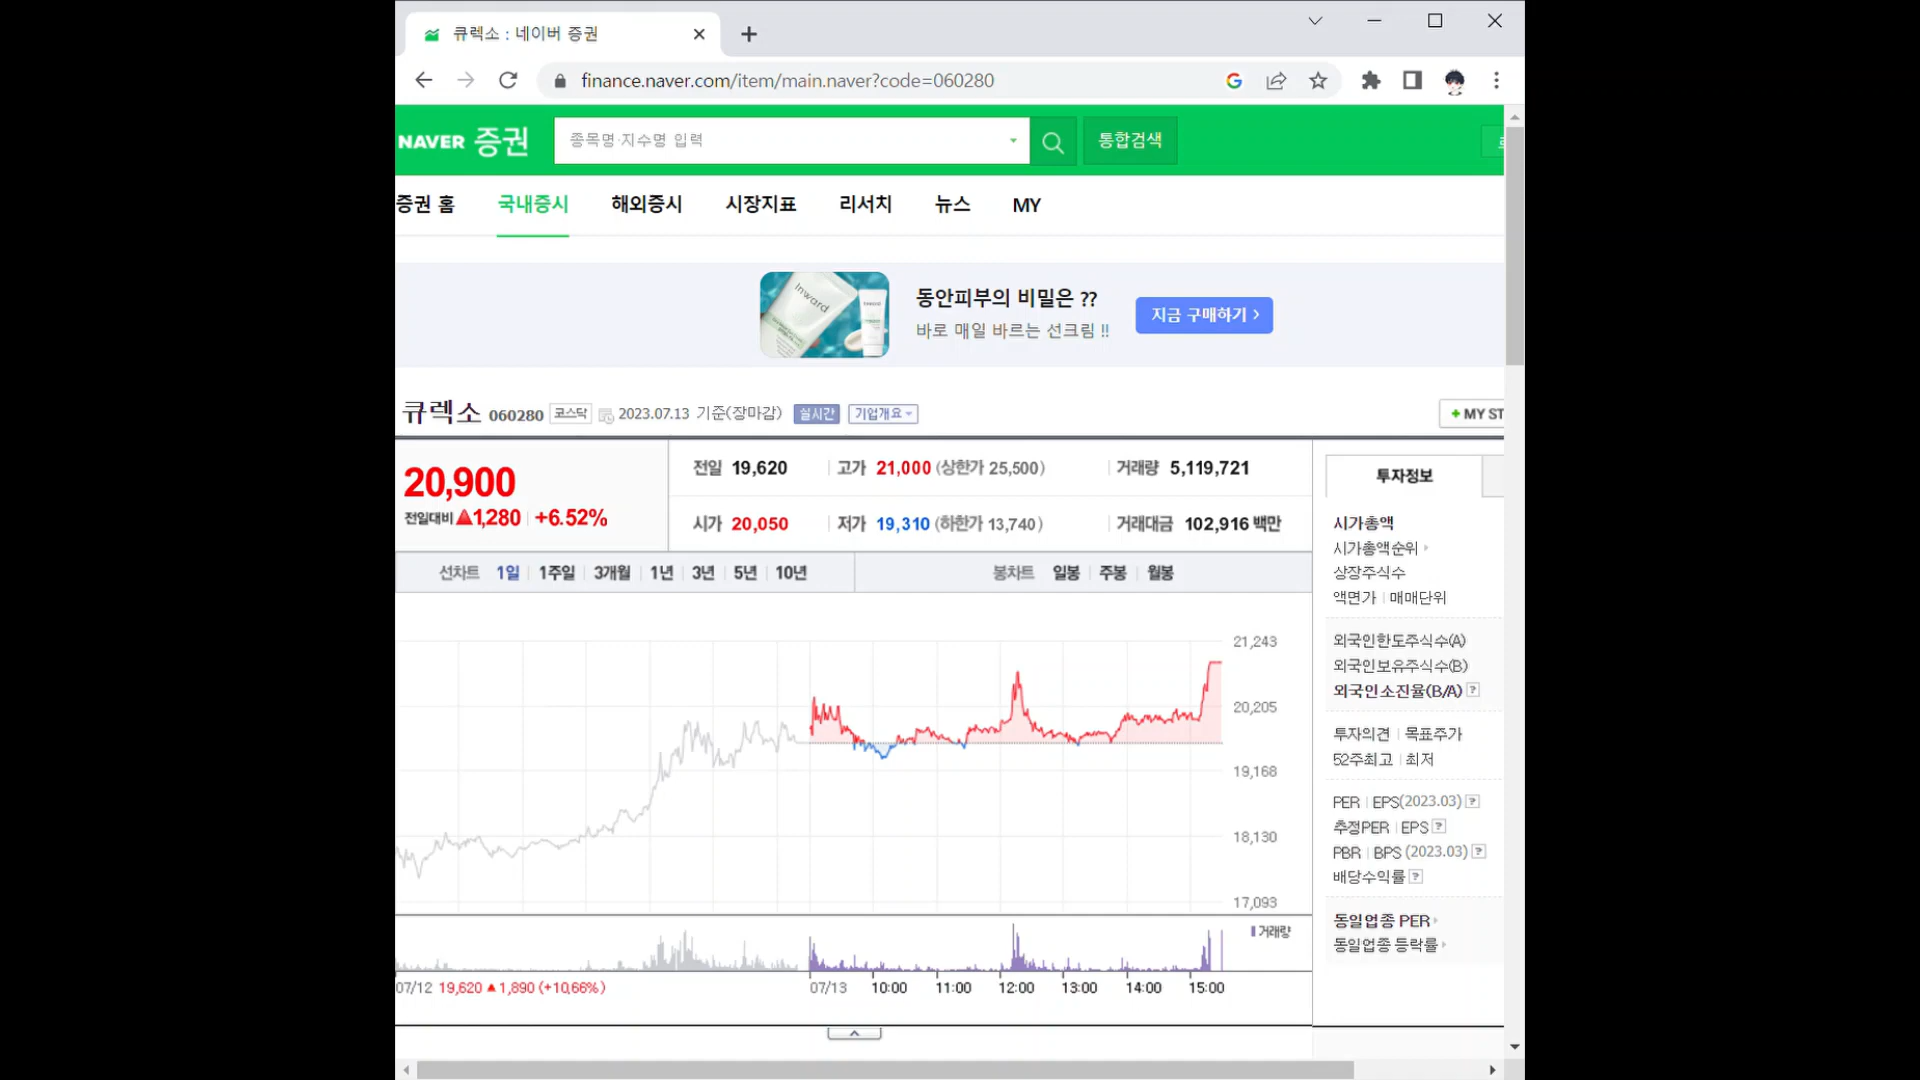 큐렉소 : 네이버 증권
finance.naver.com/item/main.naver?code=060280
NAVER 증권
종목명·지수명 입력
통합검색
증권 홈 국내증시 해외증시 시장지표 리서치 뉴스 MY
Inward
동안피부의 비밀은 ??
바로 매일 바르는 선크림 !!
지금 구매하기 >
큐렉소 060280 코스닥 2023.07.13 기준(장마감) 실시간 기업개요
+ MY ST
20,900
전일대비 ▲1,280 +6.52%
전일 19,620 고가 21,000 (상한가 25,500) 거래량 5,119,721
시가 20,050 저가 19,310 (하한가 13,740) 거래대금 102,916 백만
선차트 1일 1주일 3개월 1년 3년 5년 10년
봉차트 일봉 주봉 월봉
21,243
20,205
19,168
18,130
17,093
거래량
07/12 19,620 ▲1,890 (+10.66%)
07/13 10:00 11:00 12:00 13:00 14:00 15:00
투자정보
시가총액
시가총액순위
상장주식수
액면가 | 매매단위
외국인한도주식수(A)
외국인보유주식수(B)
외국인소진율(B/A) ?
투자의견 | 목표주가
52주최고 | 최저
PER | EPS(2023.03) ?
추정PER | EPS ?
PBR | BPS (2023.03) ?
배당수익률 ?
동일업종 PER
동일업종 등락률